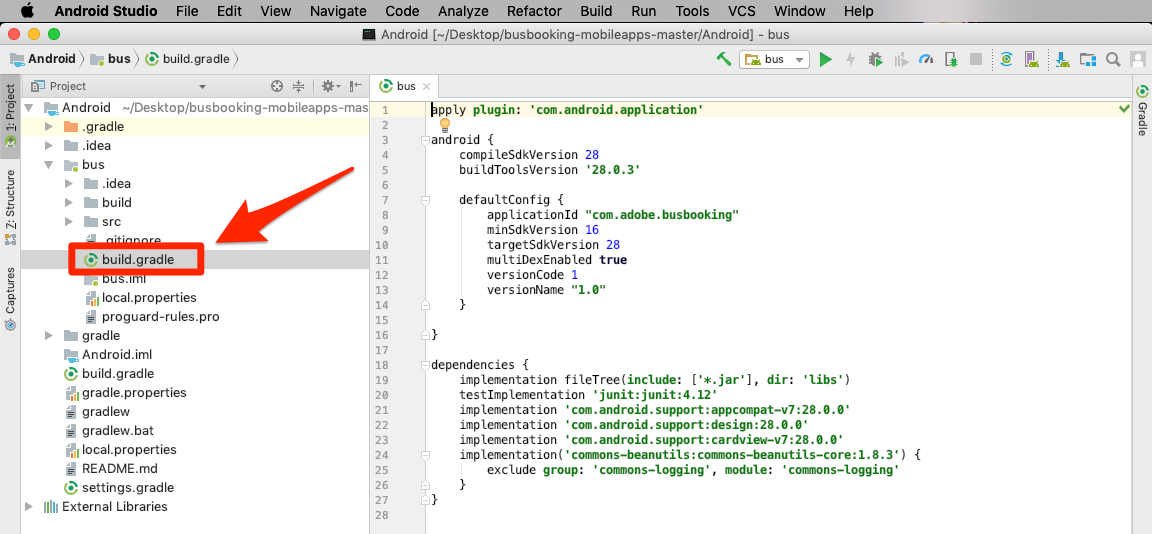 Android Studio File Edit View Navigate Code Analyze Refactor Build Run Tools VCS Window Help
Android [~/Desktop/busbooking-mobileapps-master/Android] - bus
Android bus build.gradle bus
Project bus
1: Project
Z: Structure
Captures
Gradle
Android ~/Desktop/busbooking-mobileapps-mas
.gradle
.idea
bus
.idea
build
src
.gitignore
build.gradle
bus.iml
local.properties
proguard-rules.pro
gradle
Android.iml
build.gradle
gradle.properties
gradlew
gradlew.bat
local.properties
README.md
settings.gradle
External Libraries
1 apply plugin: 'com.android.application'
2
3 android {
4 compileSdkVersion 28
5 buildToolsVersion '28.0.3'
6
7 defaultConfig {
8 applicationId "com.adobe.busbooking"
9 minSdkVersion 16
10 targetSdkVersion 28
11 multiDexEnabled true
12 versionCode 1
13 versionName "1.0"
14 }
15
16 }
17
18 dependencies {
19 implementation fileTree(include: ['*.jar'], dir: 'libs')
20 testImplementation 'junit:junit:4.12'
21 implementation 'com.android.support:appcompat-v7:28.0.0'
22 implementation 'com.android.support:design:28.0.0'
23 implementation 'com.android.support:cardview-v7:28.0.0'
24 implementation('commons-beanutils:commons-beanutils-core:1.8.3') {
25 exclude group: 'commons-logging', module: 'commons-logging'
26 }
27 }
28